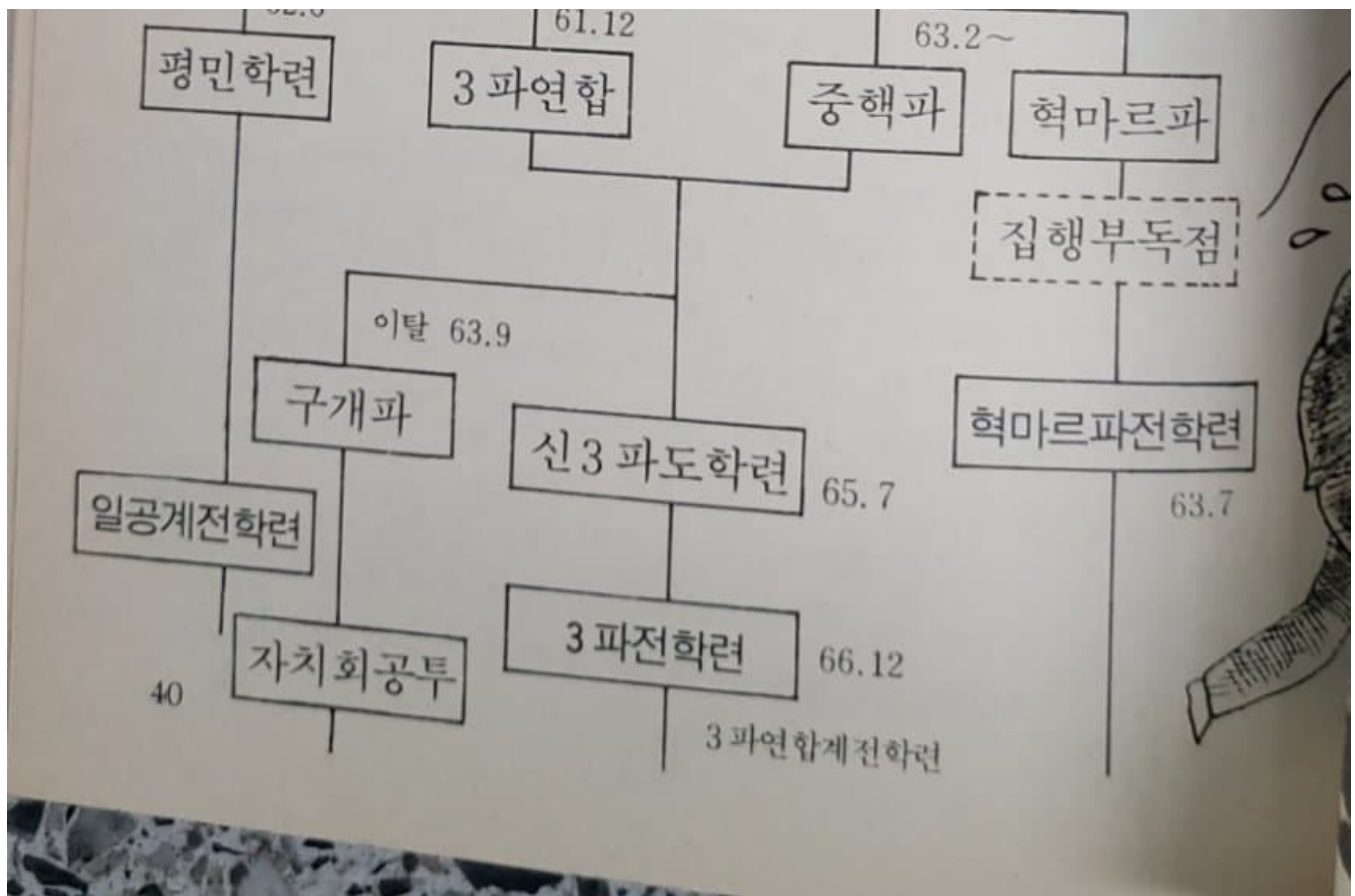 61.12
63.2~
평민학련
3파연합
중핵파
혁마르파
집행부독점
이탈 63.9
구개파
신3파도학련
65.7
혁마르파전학련
63.7
일공계전학련
자치회공투
3파전학련
66.12
40
3파연합계전학련